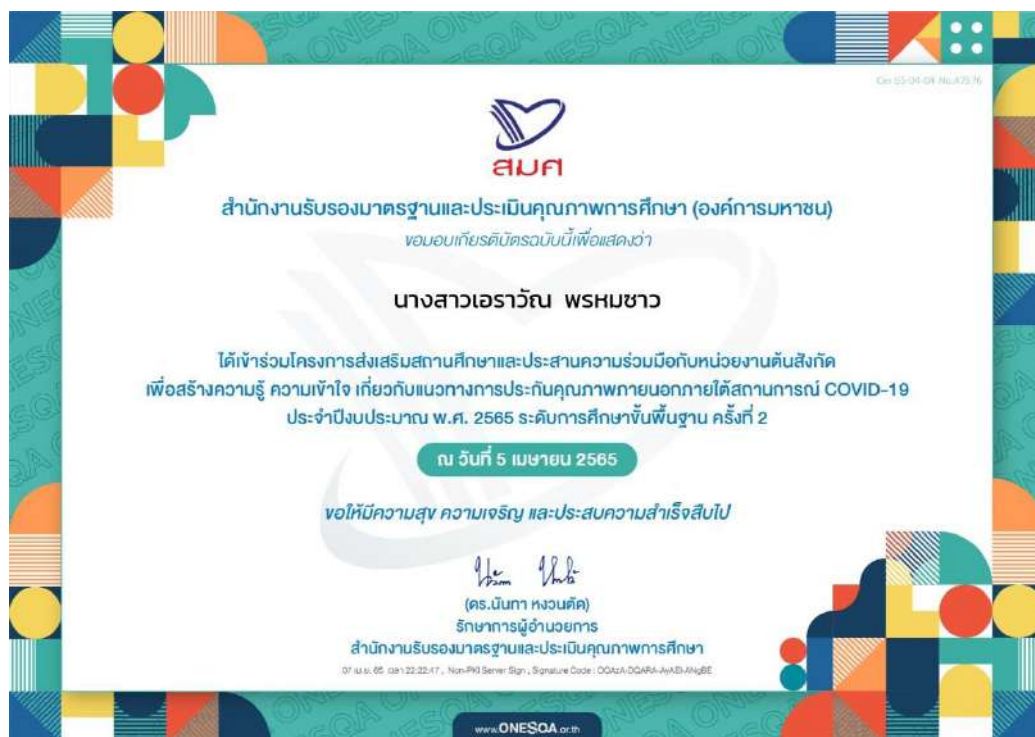 สมศ
สำนักงานรับรองมาตรฐานและประเมินคุณภาพการศึกษา (องค์การมหาชน)
ขอมอบเกียรติบัตรฉบับนี้เพื่อแสดงว่า
นางสาวเอราวัณ พรหมซาว
ได้เข้าร่วมโครงการส่งเสริมสถานศึกษาและประสานความร่วมมือกับหน่วยงานต้นสังกัด
เพื่อสร้างความรู้ ความเข้าใจ เกี่ยวกับแนวทางการประกันคุณภาพภายนอกภายใต้สถานการณ์ COVID-19
ประจำปีงบประมาณ พ.ศ. 2565 ระดับการศึกษาขั้นพื้นฐาน ครั้งที่ 2
ณ วันที่ 5 เมษายน 2565
ขอให้มีความสุข ความเจริญ และประสบความสำเร็จสืบไป
(ดร.นันทา หงวนตัด)
รักษาการผู้อำนวยการ
สำนักงานรับรองมาตรฐานและประเมินคุณภาพการศึกษา
07 เม.ย. 65 เวลา 22:22:47 , Non-PKI Server Sign , Signature Code :
www.ONESQA.or.th